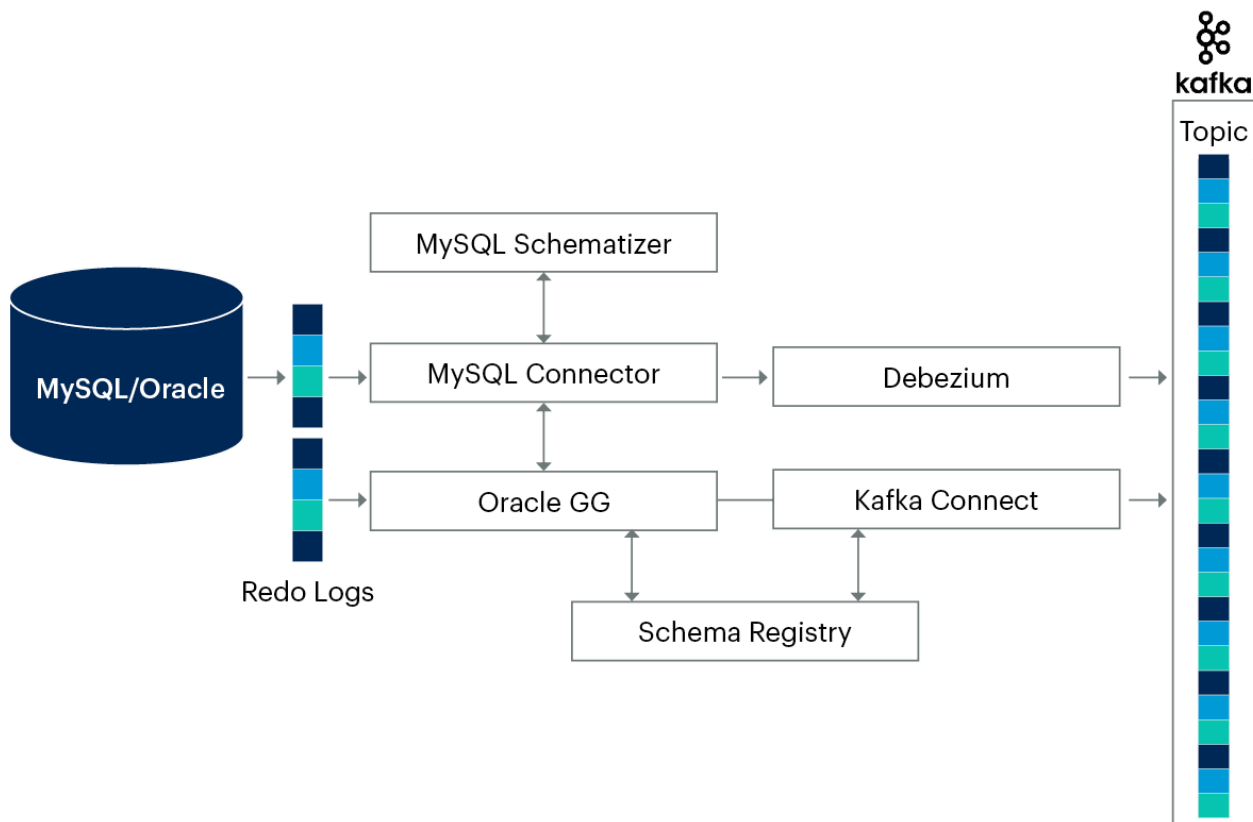 kafka
Topic
MySQL Schematizer
MySQL/Oracle
MySQL Connector
Debezium
Oracle GG
Kafka Connect
Redo Logs
Schema Registry